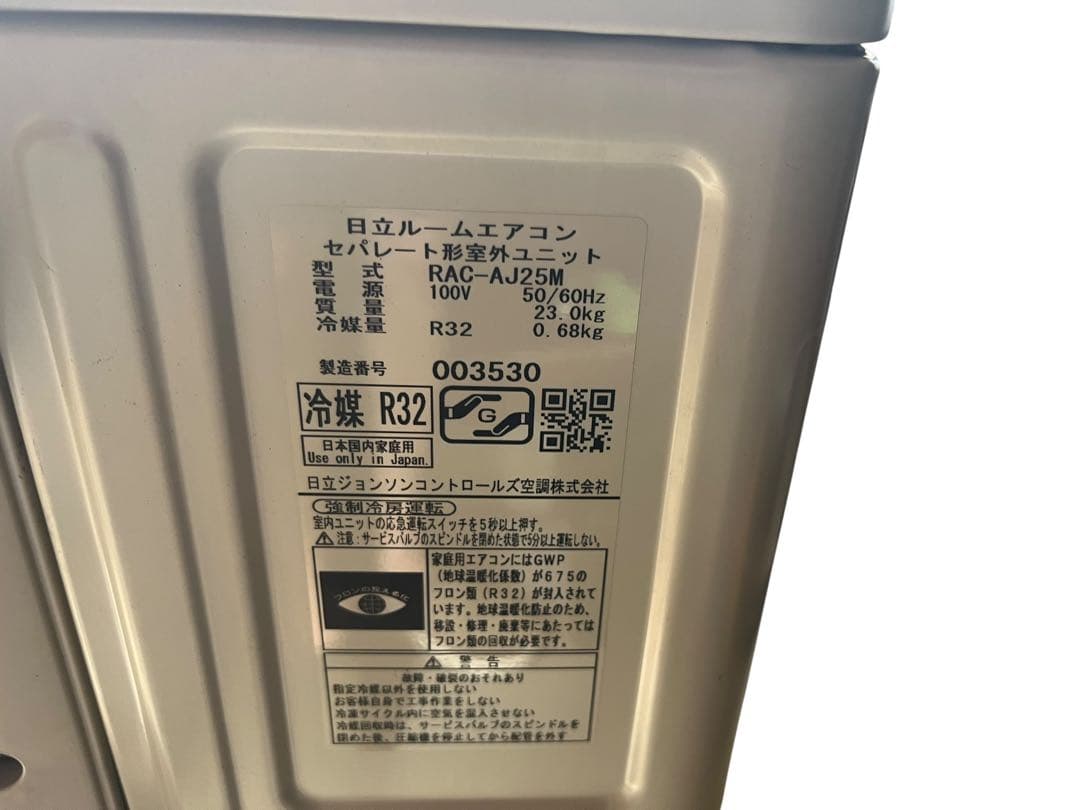 日立ルームエアコン
セパレート形室外ユニット
型 式 RAC-AJ25M
電 源 100V 50/60Hz
質 量 23.0kg
冷媒量 R32 0.68kg
製造番号 003530
冷媒 R32
G
日本国内家庭用
Use only in Japan.
日立ジョンソンコントロールズ空調株式会社
強制冷房運転
室内ユニットの応急運転スイッチを5秒以上押す。
注意:サービスバルブのスピンドルを閉めた状態で5分以上運転しない。
フロンの見える化
家庭用エアコンにはGWP
(地球温暖化係数)が675の
フロン類(R32)が封入されて
います。地球温暖化防止のため、
移設・修理・廃棄等にあたっては
フロン類の回収が必要です。
警 告
故障・破裂のおそれあり
指定冷媒以外を使用しない
お客様自身で工事作業をしない
冷凍サイクル内に空気を混入させない
冷媒回収時は、サービスバルブのスピンドルを
閉めた後、圧縮機を停止してから配管を外す